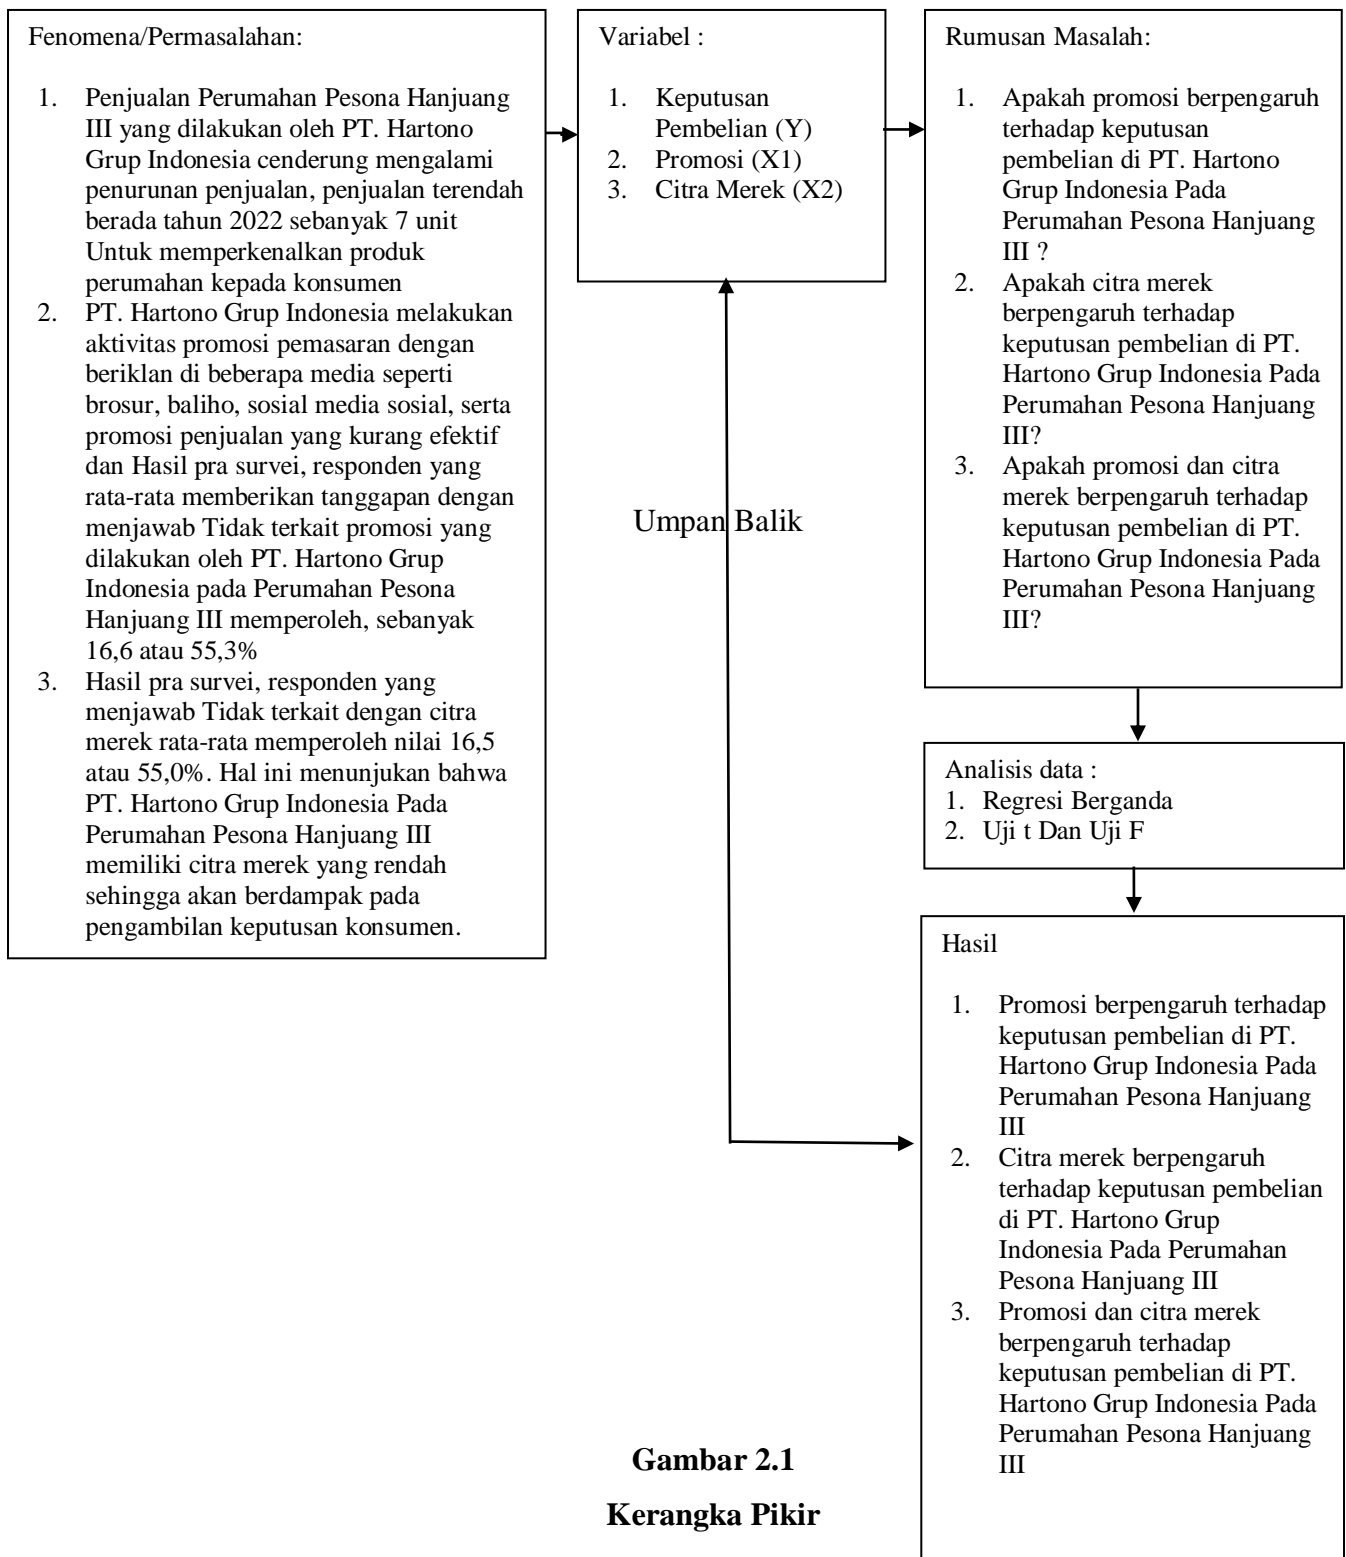 Fenomena/Permasalahan:
1. Penjualan Perumahan Pesona Hanjuang
III yang dilakukan oleh PT. Hartono
Grup Indonesia cenderung mengalami
penurunan penjualan, penjualan terendah
berada tahun 2022 sebanyak 7 unit
Untuk memperkenalkan produk
perumahan kepada konsumen
2. PT. Hartono Grup Indonesia melakukan
aktivitas promosi pemasaran dengan
beriklan di beberapa media seperti
brosur, baliho, sosial media sosial, serta
promosi penjualan yang kurang efektif
dan Hasil pra survei, responden yang
rata-rata memberikan tanggapan dengan
menjawab Tidak terkait promosi yang
dilakukan oleh PT. Hartono Grup
Indonesia pada Perumahan Pesona
Hanjuang III memperoleh, sebanyak
16,6 atau 55,3%
3. Hasil pra survei, responden yang
menjawab Tidak terkait dengan citra
merek rata-rata memperoleh nilai 16,5
atau 55,0%. Hal ini menunjukan bahwa
PT. Hartono Grup Indonesia Pada
Perumahan Pesona Hanjuang III
memiliki citra merek yang rendah
sehingga akan berdampak pada
pengambilan keputusan konsumen.
Variabel :
1. Keputusan
Pembelian (Y)
2. Promosi (X1)
3. Citra Merek (X2)
Umpan Balik
Rumusan Masalah:
1. Apakah promosi berpengaruh
terhadap keputusan
pembelian di PT. Hartono
Grup Indonesia Pada
Perumahan Pesona Hanjuang
III ?
2. Apakah citra merek
berpengaruh terhadap
keputusan pembelian di PT.
Hartono Grup Indonesia Pada
Perumahan Pesona Hanjuang
III?
3. Apakah promosi dan citra
merek berpengaruh terhadap
keputusan pembelian di PT.
Hartono Grup Indonesia Pada
Perumahan Pesona Hanjuang
III?
Analisis data :
1. Regresi Berganda
2. Uji t Dan Uji F
Hasil
1. Promosi berpengaruh terhadap
keputusan pembelian di PT.
Hartono Grup Indonesia Pada
Perumahan Pesona Hanjuang
III
2. Citra merek berpengaruh
terhadap keputusan pembelian
di PT. Hartono Grup
Indonesia Pada Perumahan
Pesona Hanjuang III
3. Promosi dan citra merek
berpengaruh terhadap
keputusan pembelian di PT.
Hartono Grup Indonesia Pada
Perumahan Pesona Hanjuang
III
Gambar 2.1
Kerangka Pikir